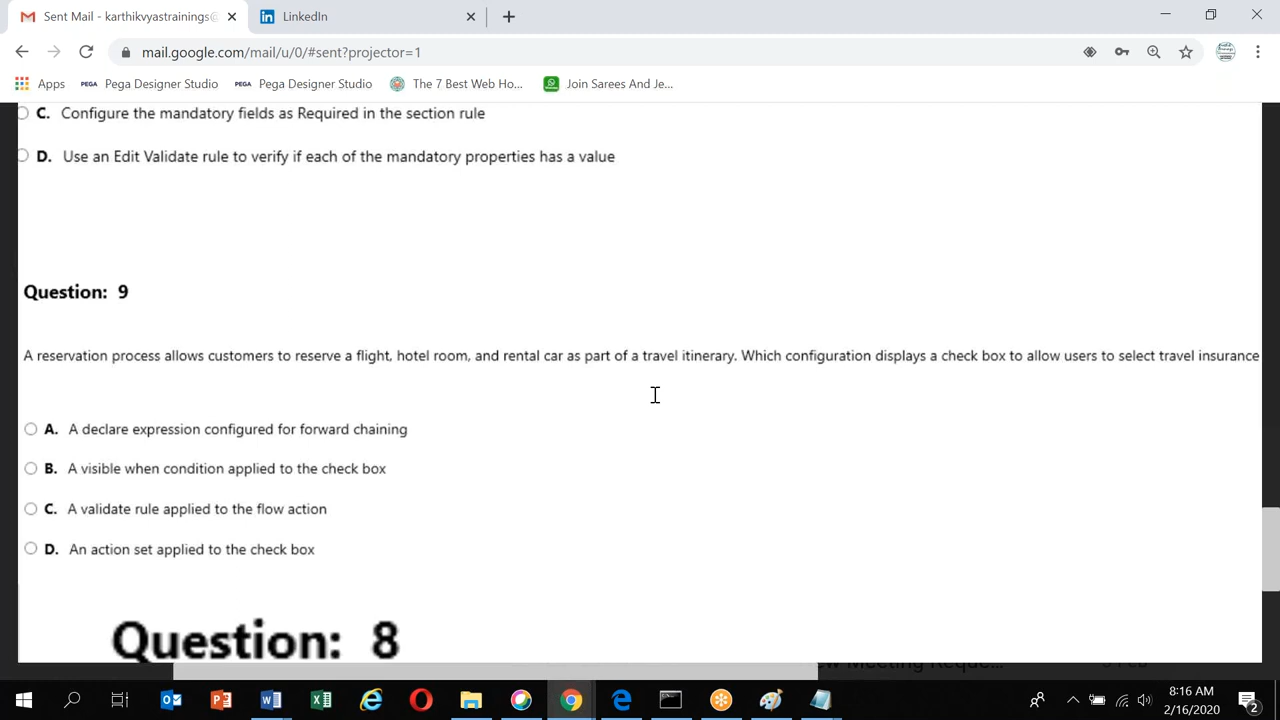 Sent Mail - karthikvyastrainings@
LinkedIn
mail.google.com/mail/u/0/#sent?projector=1
Apps
PEGA Pega Designer Studio
PEGA Pega Designer Studio
The 7 Best Web Ho...
Join Sarees And Je...
C. Configure the mandatory fields as Required in the section rule
D. Use an Edit Validate rule to verify if each of the mandatory properties has a value
Question: 9
A reservation process allows customers to reserve a flight, hotel room, and rental car as part of a travel itinerary. Which configuration displays a check box to allow users to select travel insurance
A. A declare expression configured for forward chaining
B. A visible when condition applied to the check box
C. A validate rule applied to the flow action
D. An action set applied to the check box
Question: 8
8:16 AM
2/16/2020
2